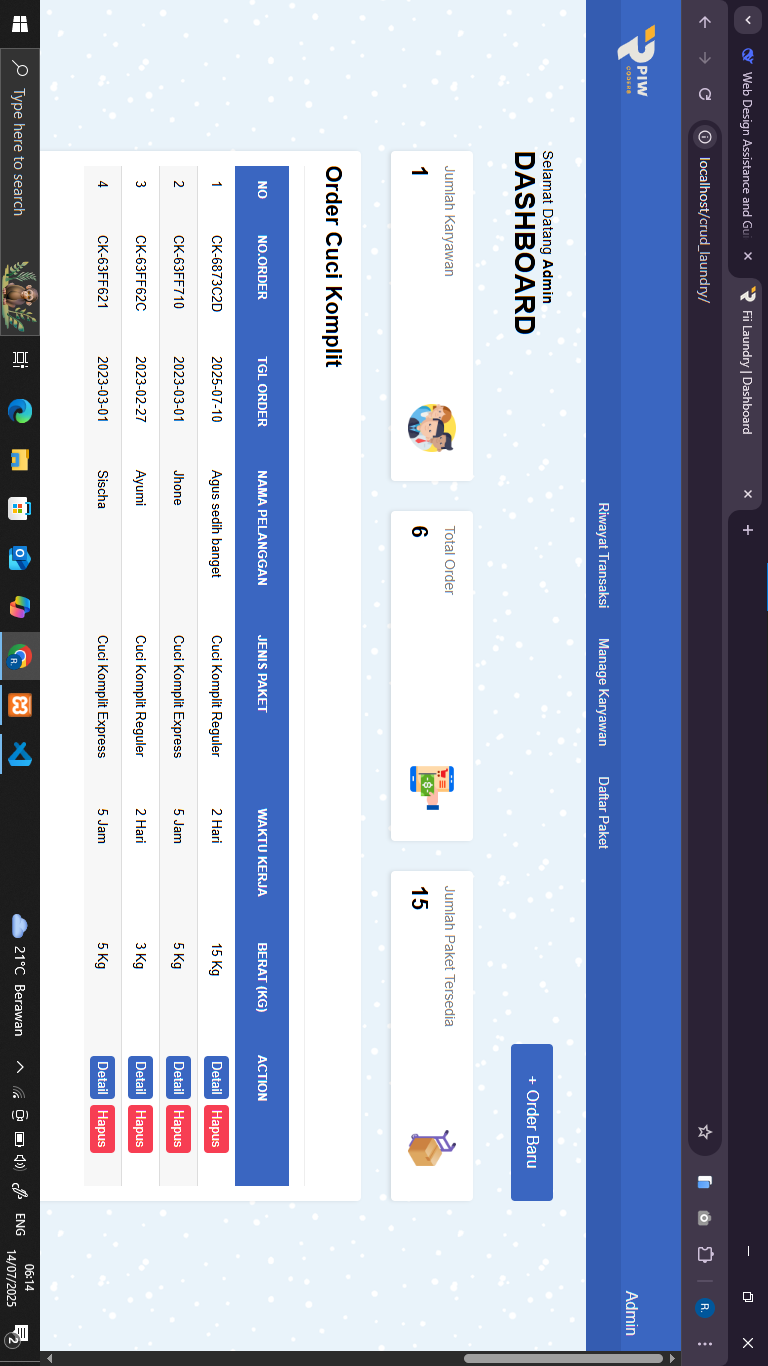 Web Design Assistance and Gui
Fii Laundry | Dashboard
localhost/crud_laundry/
R.
PIW
CODERS
Admin
Riwayat Transaksi Manage Karyawan Daftar Paket
Selamat Datang Admin
DASHBOARD
+ Order Baru
Jumlah Karyawan
1
Total Order
6
Jumlah Paket Tersedia
15
Order Cuci Komplit
NO NO.ORDER TGL ORDER NAMA PELANGGAN JENIS PAKET WAKTU KERJA BERAT (KG) ACTION
1 CK-6873C2D 2025-07-10 Agus sedih banget Cuci Komplit Reguler 2 Hari 15 Kg Detail Hapus
2 CK-63FF710 2023-03-01 Jhone Cuci Komplit Express 5 Jam 5 Kg Detail Hapus
3 CK-63FF62C 2023-02-27 Ayumi Cuci Komplit Reguler 2 Hari 3 Kg Detail Hapus
4 CK-63FF621 2023-03-01 Sischa Cuci Komplit Express 5 Jam 5 Kg Detail Hapus
Type here to search
R.
21°C Berawan
ENG
06:14
14/07/2025
2